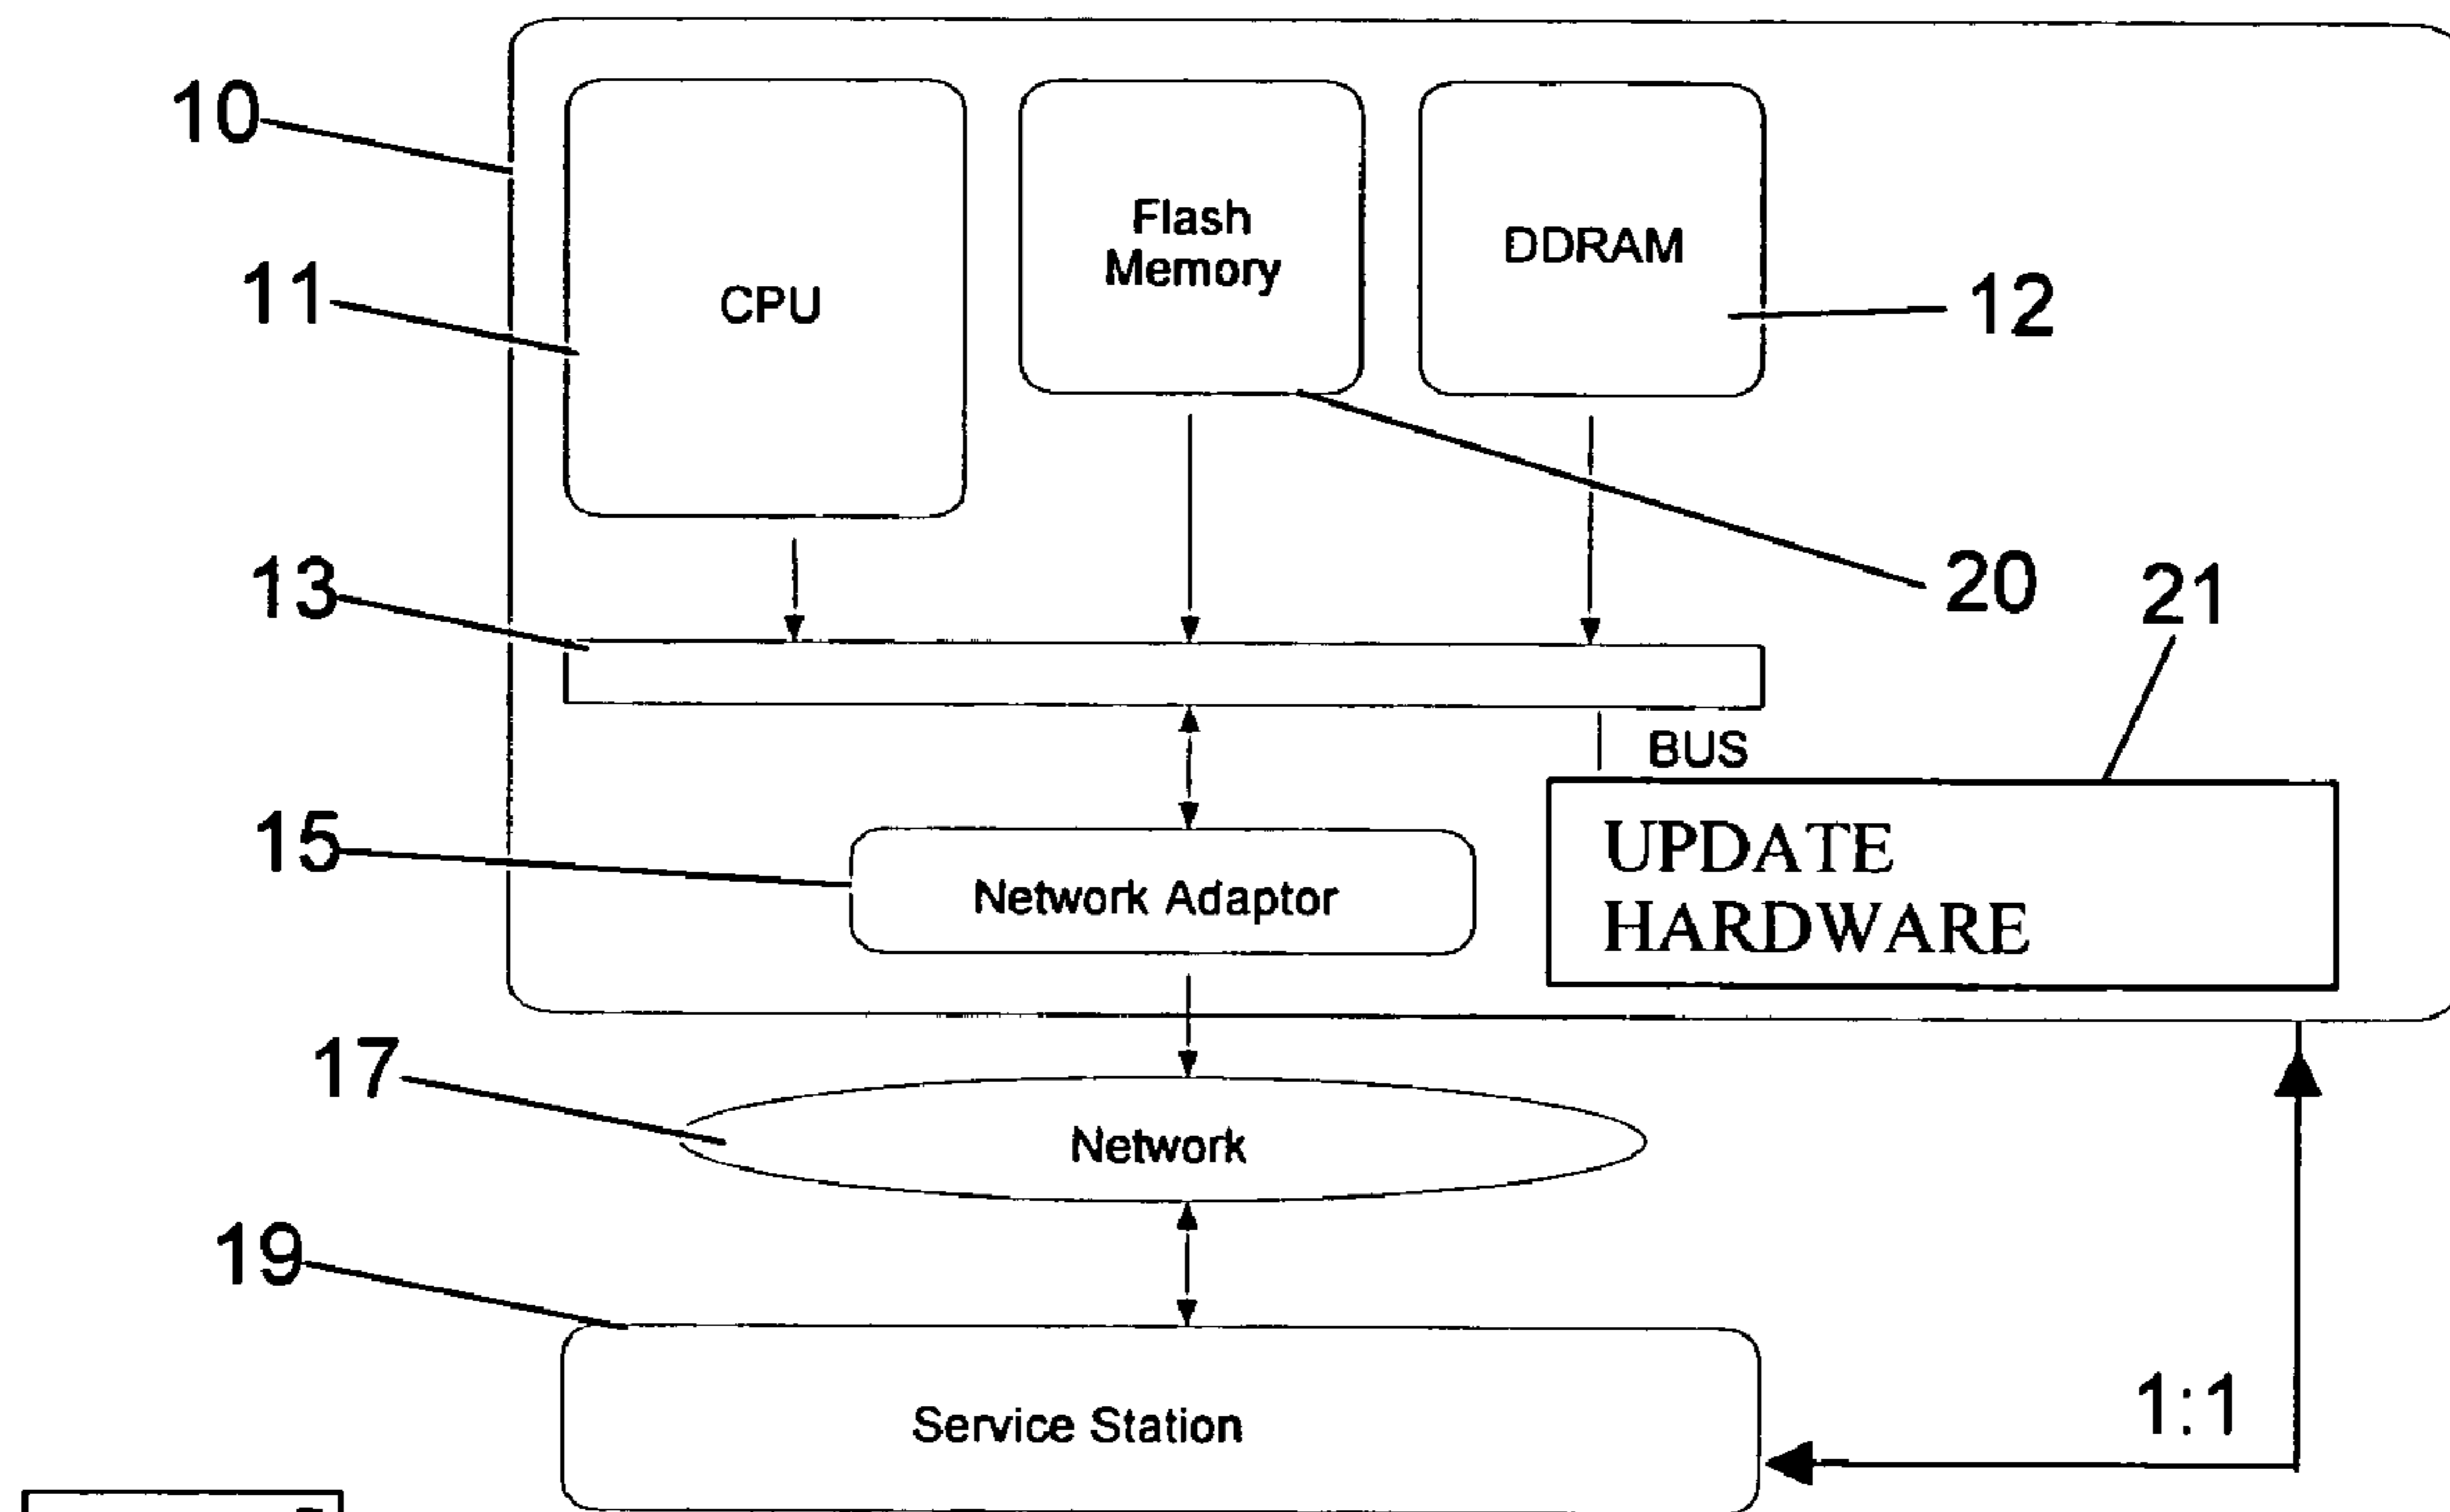 10
CPU
Flash
Memory
DDRAM
11
12
13
20
21
BUS
15
Network Adaptor
UPDATE
HARDWARE
17
Network
19
Service Station
1:1